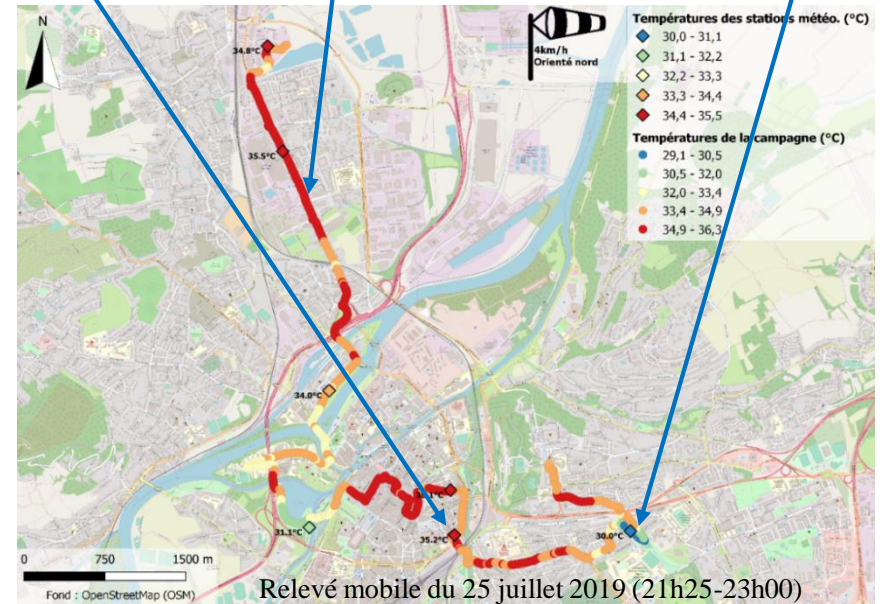 N
4km/h
Orienté nord
Températures des stations météo. (°C)
30,0 - 31,1
31,1 - 32,2
32,2 - 33,3
33,3 - 34,4
34,4 - 35,5
Températures de la campagne (°C)
29,1 - 30,5
30,5 - 32,0
32,0 - 33,4
33,4 - 34,9
34,9 - 36,3
34.8°C
35.5°C
34.0°C
31.1°C
35.2°C
30.0°C
0 750 1500 m
Fond : OpenStreetMap (OSM)
Relevé mobile du 25 juillet 2019 (21h25-23h00)